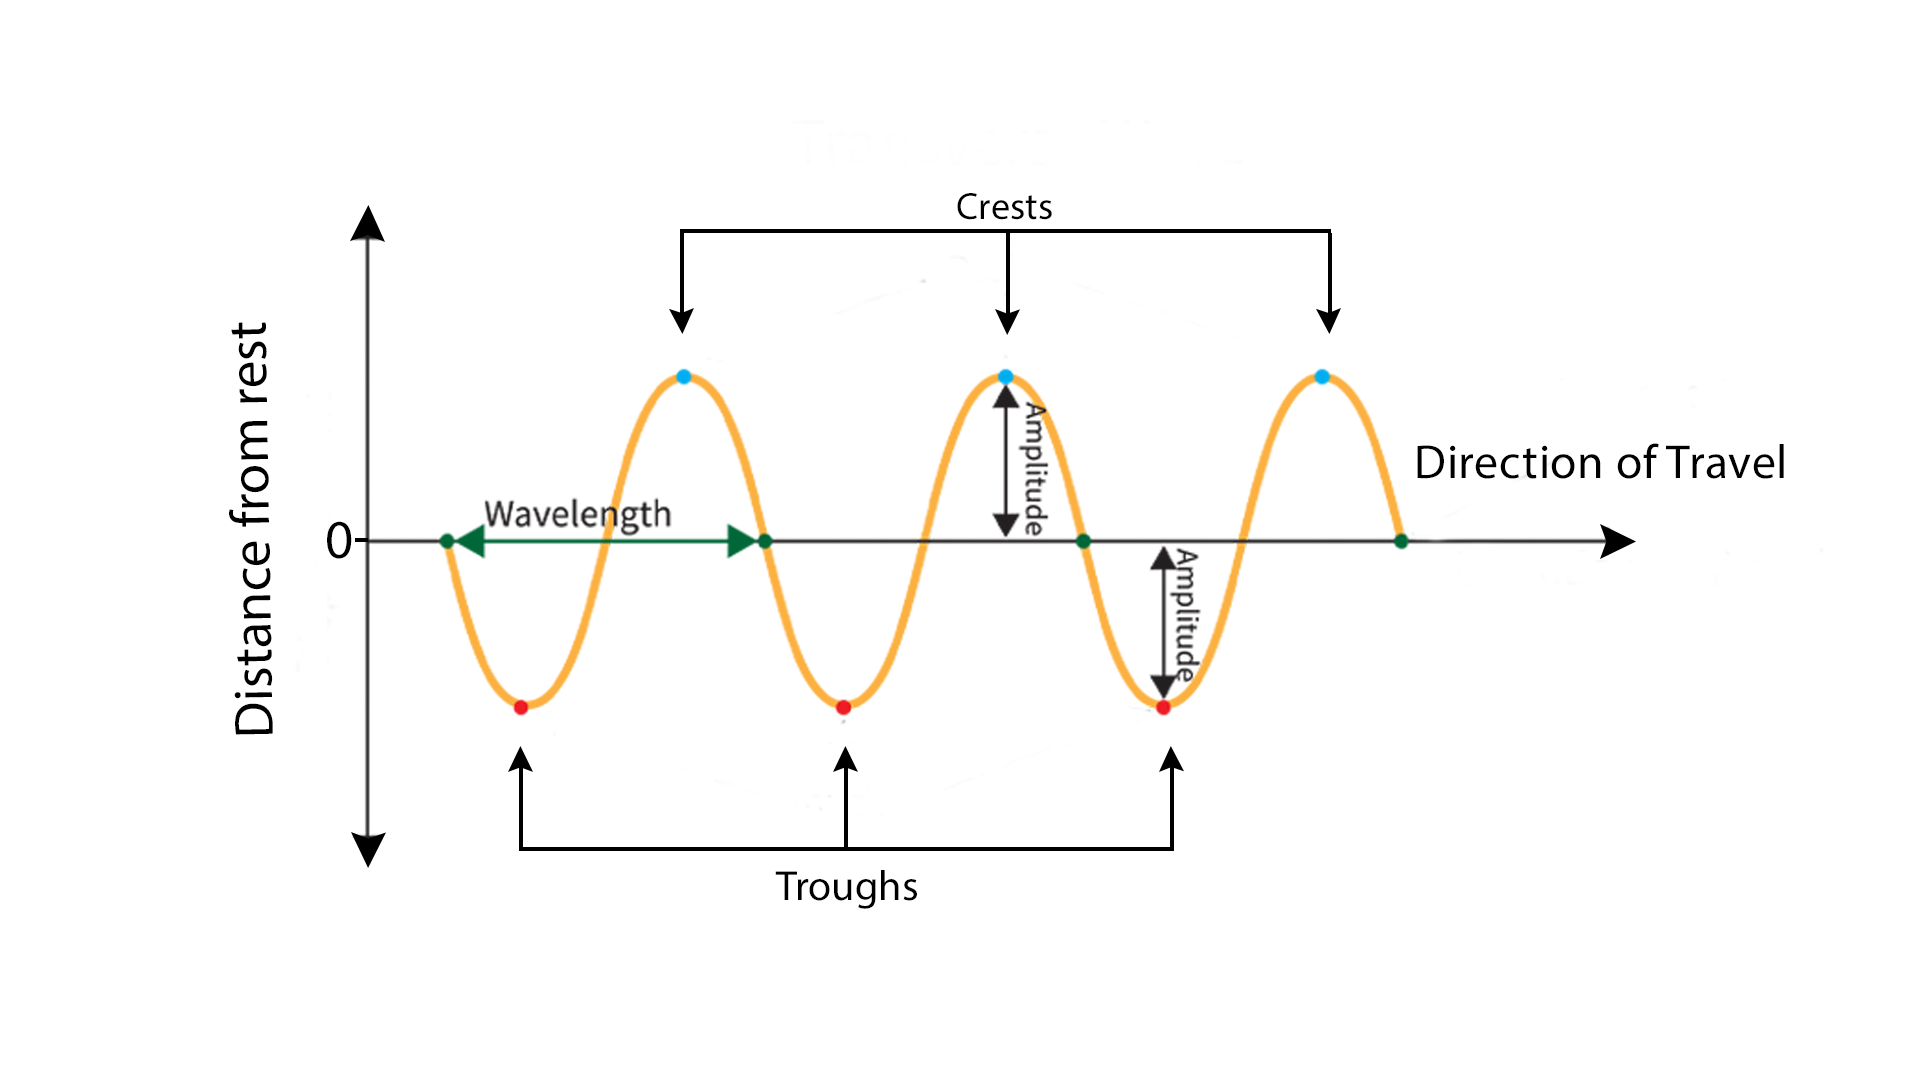 Crests
Distance from rest
Amplitude
Direction of Travel
Wavelength
0
Amplitude
Troughs